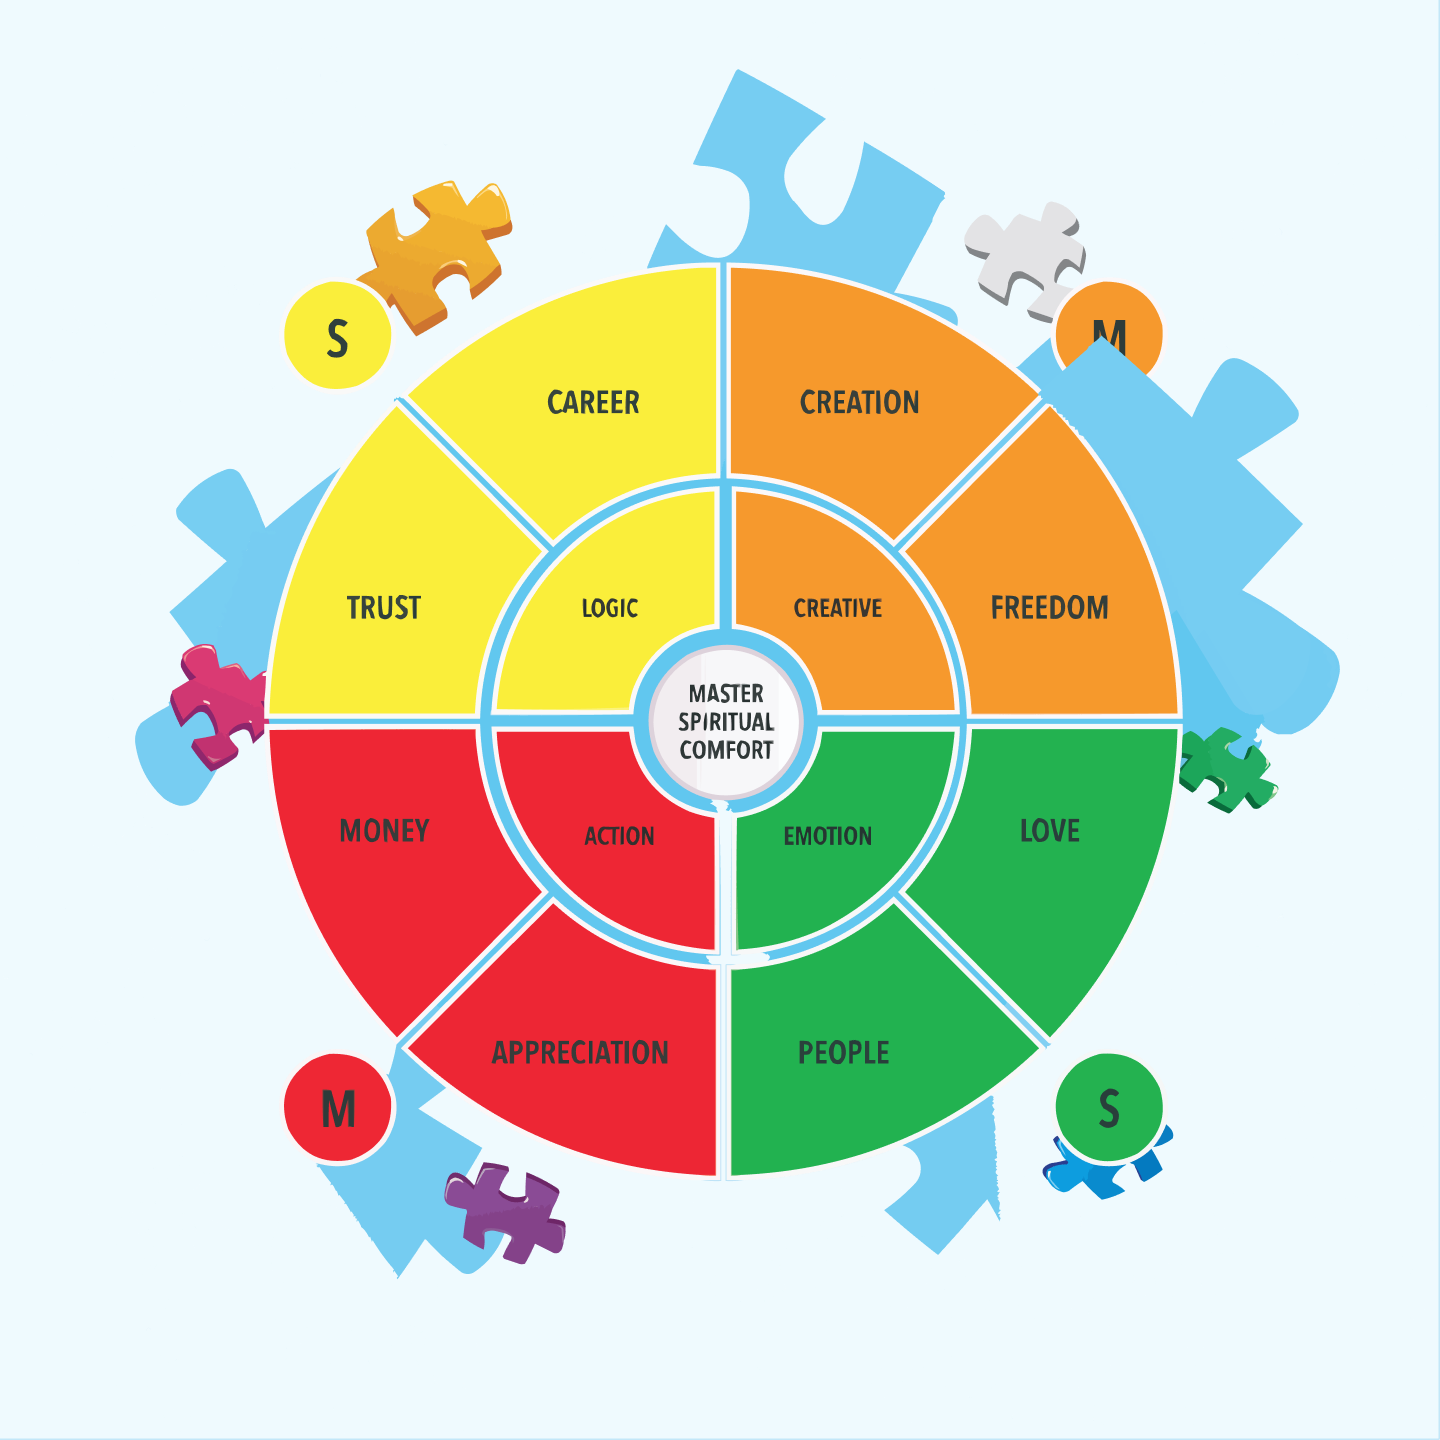 S
M
CAREER
CREATION
TRUST
LOGIC
CREATIVE
FREEDOM
MASTER
SPIRITUAL
COMFORT
MONEY
ACTION
EMOTION
LOVE
APPRECIATION
PEOPLE
M
S